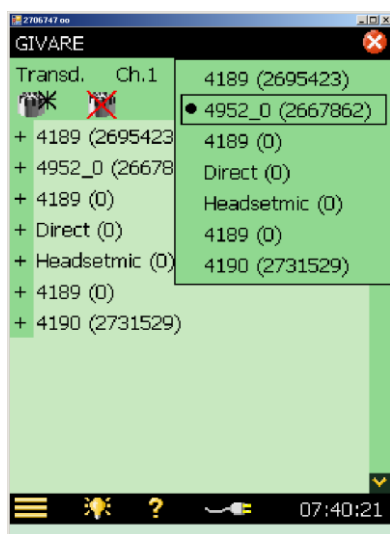 2706747 oo
GIVARE
Transd. Ch.1
+ 4189 (2695423
+ 4952_0 (26678
+ 4189 (0)
+ Direct (0)
+ Headsetmic (0)
+ 4189 (0)
+ 4190 (2731529)
4189 (2695423)
4952_0 (2667862)
4189 (0)
Direct (0)
Headsetmic (0)
4189 (0)
4190 (2731529)
? 07:40:21